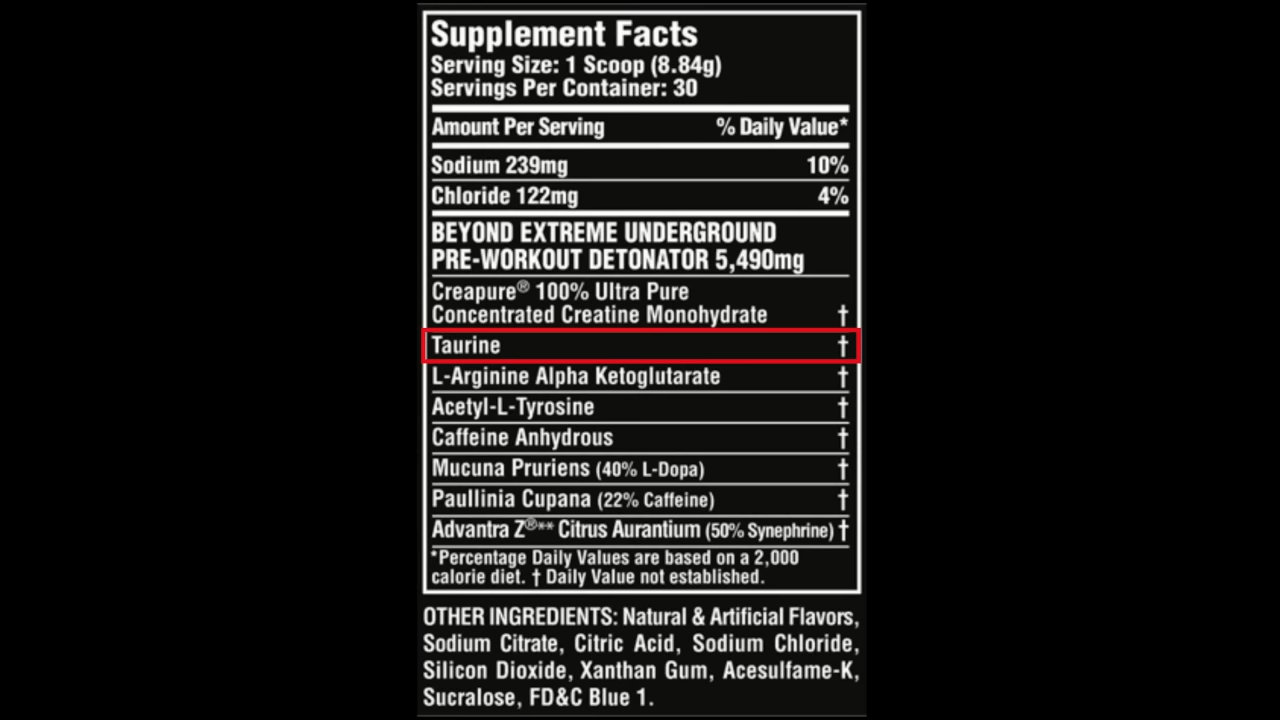 Supplement Facts
Serving Size: 1 Scoop (8.84g)
Servings Per Container: 30
Amount Per Serving % Daily Value*
Sodium 239mg 10%
Chloride 122mg 4%
BEYOND EXTREME UNDERGROUND
PRE-WORKOUT DETONATOR 5,490mg
Creapure® 100% Ultra Pure
Concentrated Creatine Monohydrate †
Taurine †
L-Arginine Alpha Ketoglutarate †
Acetyl-L-Tyrosine †
Caffeine Anhydrous †
Mucuna Pruriens (40% L-Dopa) †
Paullinia Cupana (22% Caffeine) †
Advantra Z®** Citrus Aurantium (50% Synephrine) †
*Percentage Daily Values are based on a 2,000
calorie diet. † Daily Value not established.
OTHER INGREDIENTS: Natural & Artificial Flavors,
Sodium Citrate, Citric Acid, Sodium Chloride,
Silicon Dioxide, Xanthan Gum, Acesulfame-K,
Sucralose, FD&C Blue 1.